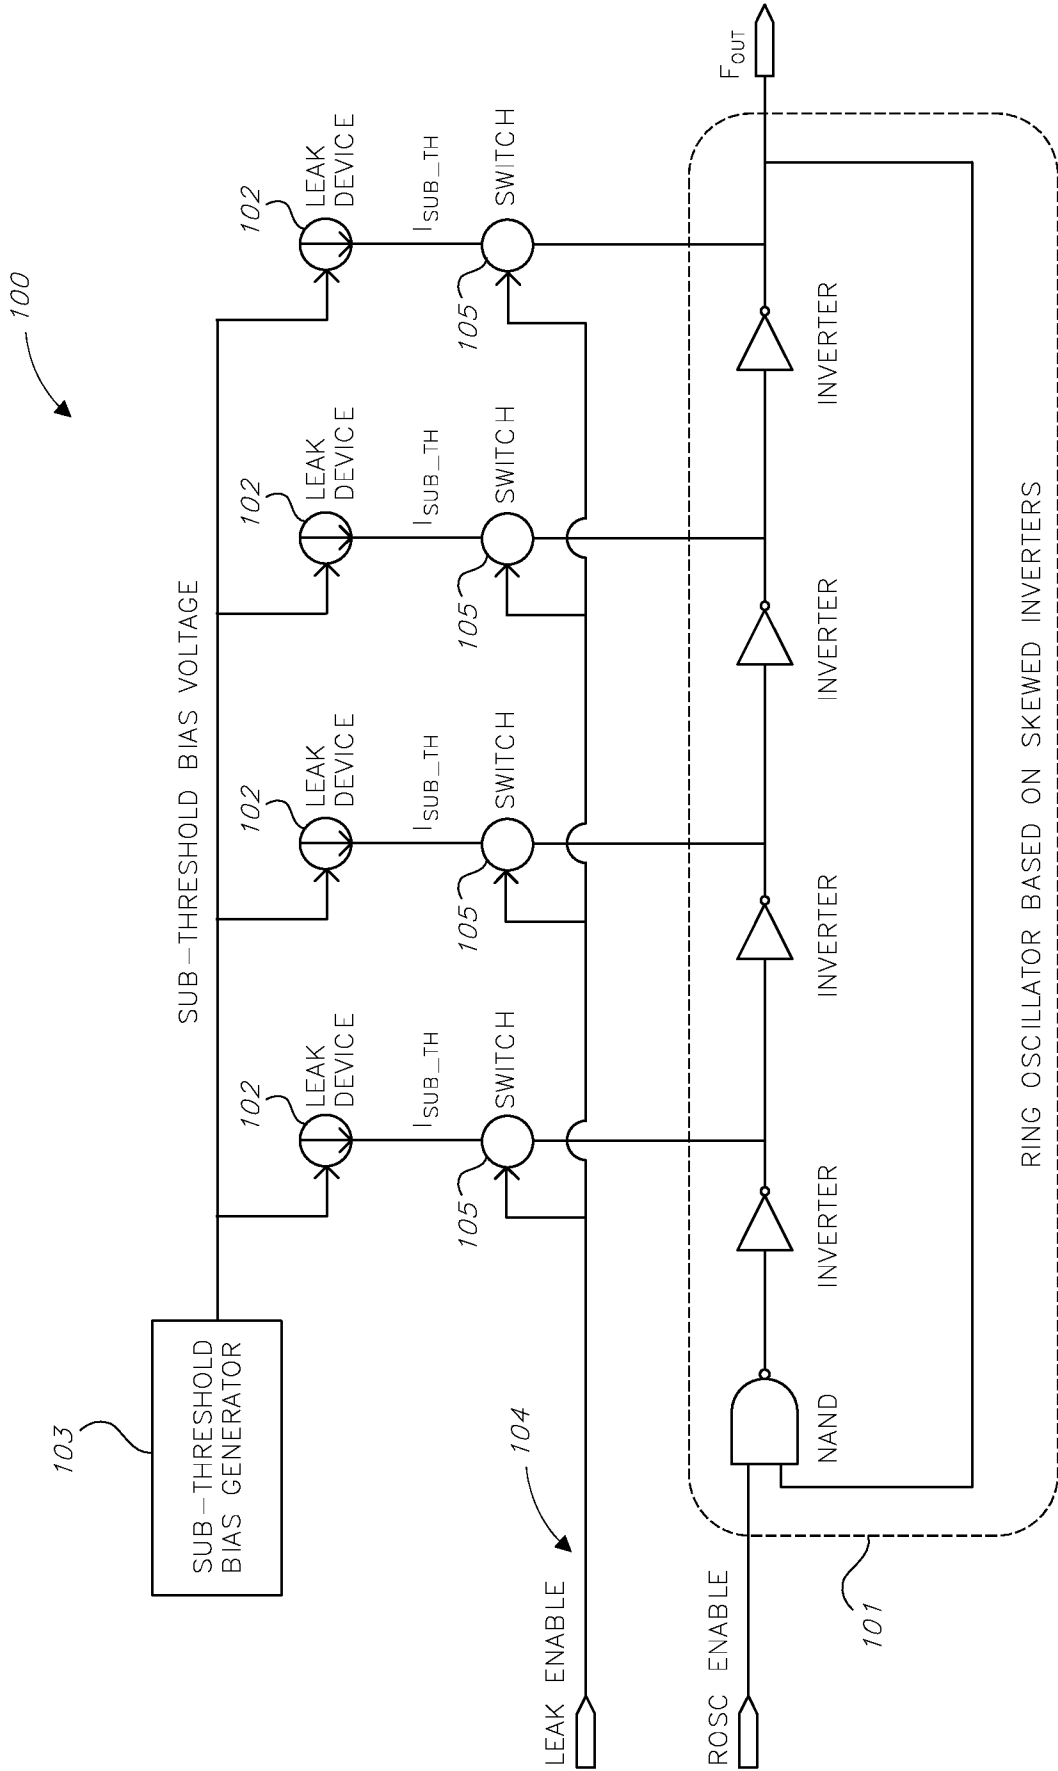 100
103
SUB-THRESHOLD
BIAS GENERATOR
SUB-THRESHOLD BIAS VOLTAGE
102
LEAK
DEVICE
102
LEAK
DEVICE
102
LEAK
DEVICE
102
LEAK
DEVICE
ISUB_TH
ISUB_TH
ISUB_TH
ISUB_TH
105
SWITCH
105
SWITCH
105
SWITCH
105
SWITCH
104
LEAK ENABLE
ROSC ENABLE
FOUT
NAND
INVERTER
INVERTER
INVERTER
INVERTER
101
RING OSCILLATOR BASED ON SKEWED INVERTERS